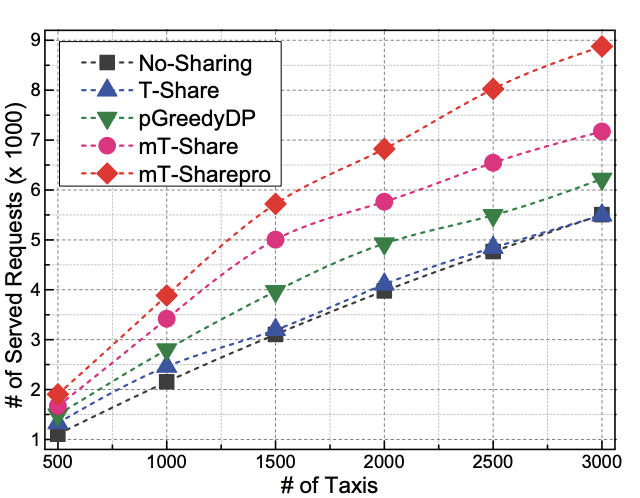 9
8
7
6
5
4
3
2
1
# of Served Requests (x 1000)
No-Sharing
T-Share
pGreedyDP
mT-Share
mT-Sharepro
500 1000 1500 2000 2500 3000
# of Taxis